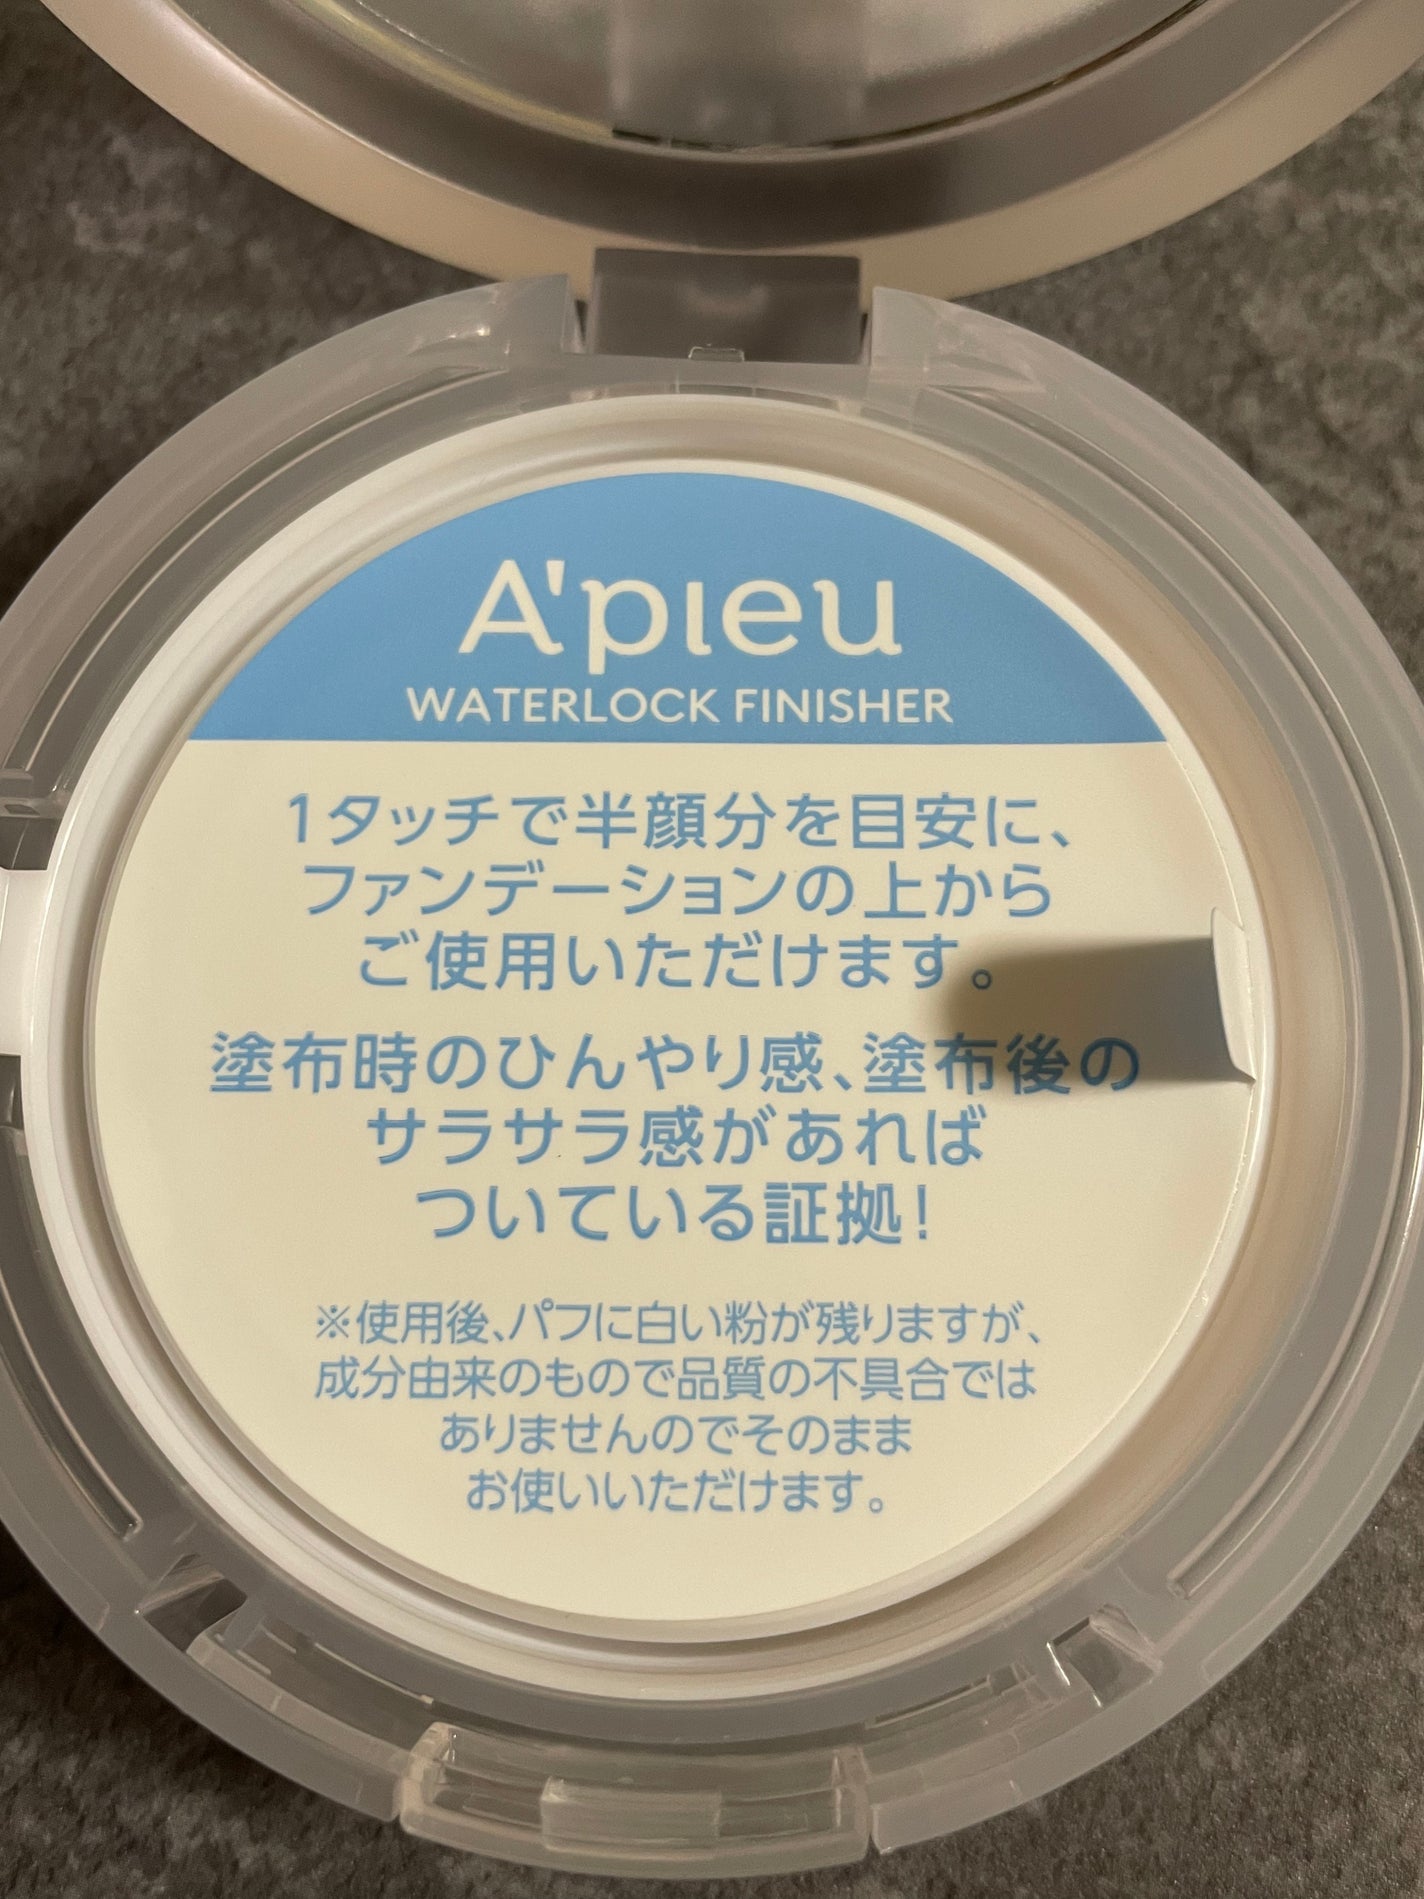 A'pieu
WATERLOCK FINISHER
1タッチで半顔分を目安に、
ファンデーションの上から
ご使用いただけます。
塗布時のひんやり感、塗布後の
サラサラ感があれば
ついている証拠!
※使用後、パフに白い粉が残りますが、
成分由来のもので品質の不具合では
ありませんのでそのまま
お使いいただけます。